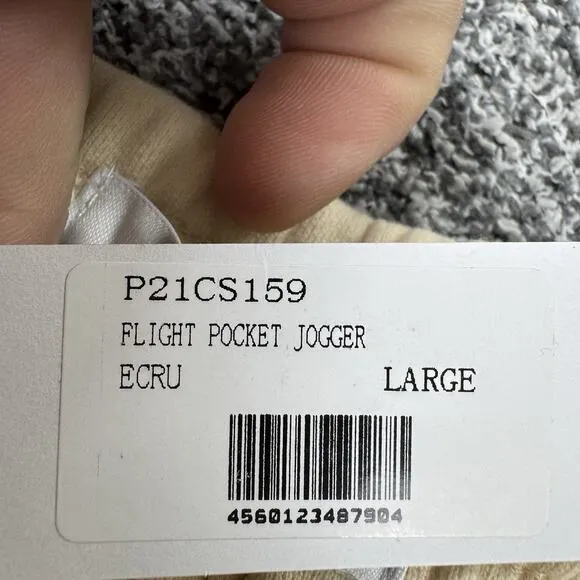 P21CS159
FLIGHT POCKET JOGGER
ECRU LARGE
4560123487904